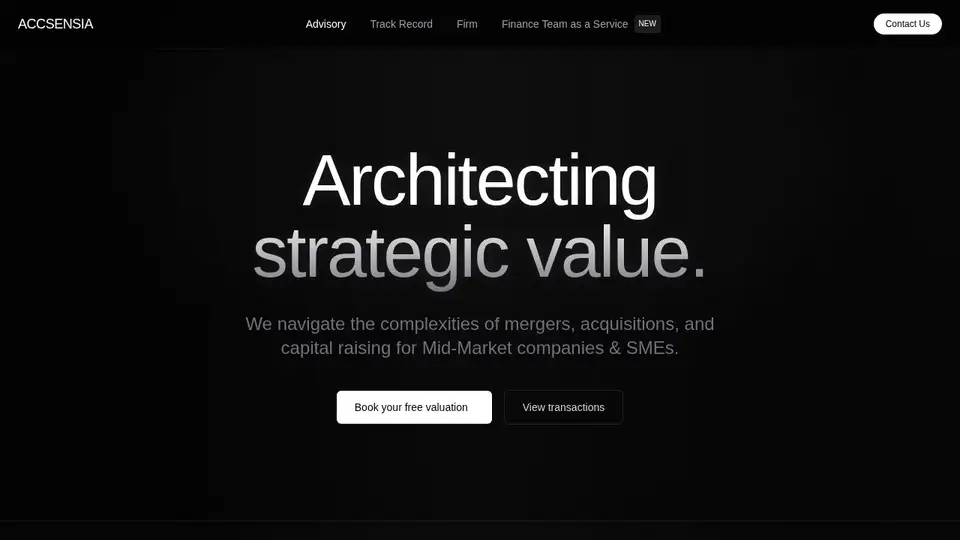 ACCSENSIA
Advisory
Track Record
Firm
Finance Team as a Service NEW
Contact Us
Architecting
strategic value.
We navigate the complexities of mergers, acquisitions, and
capital raising for Mid-Market companies & SMEs.
Book your free valuation
View transactions